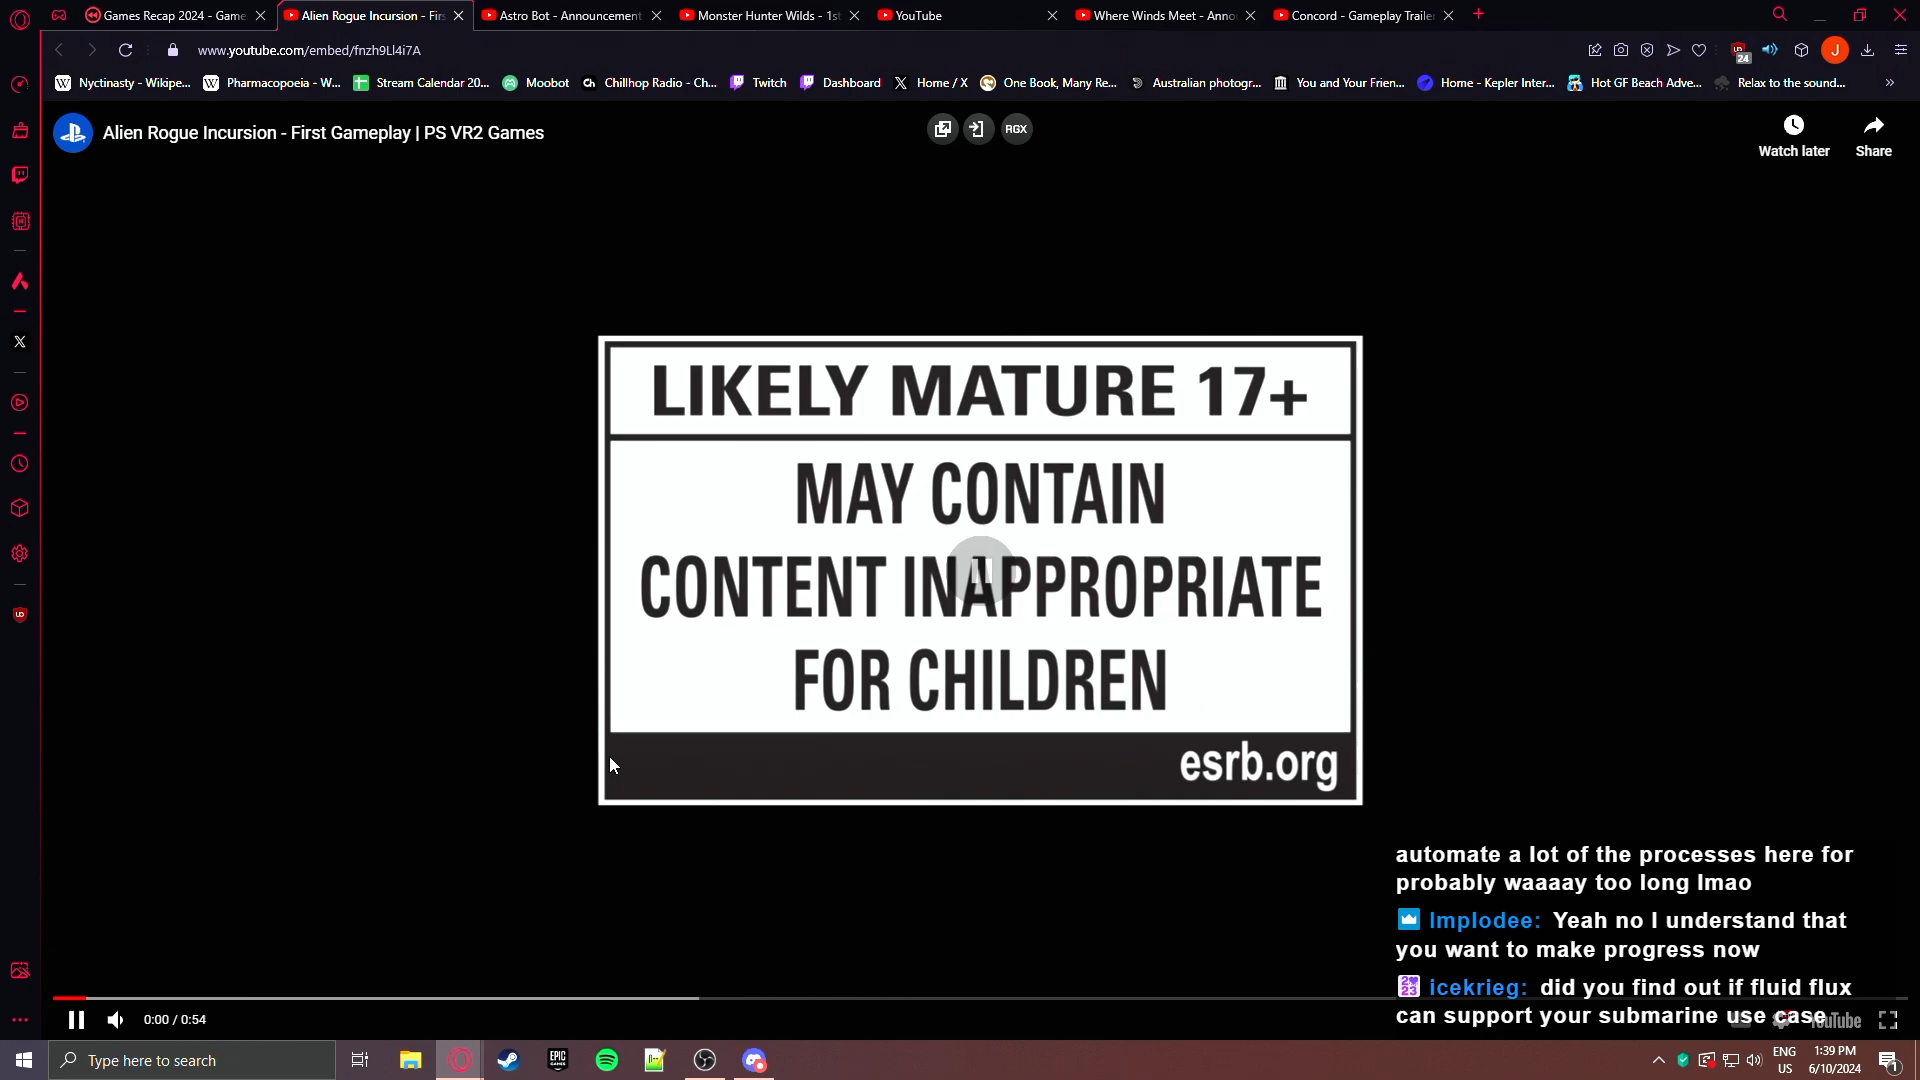 Games Recap 2024 - Game
Alien Rogue Incursion - Firs
Astro Bot - Announcement
Monster Hunter Wilds - 1st
YouTube
Where Winds Meet - Anno
Concord - Gameplay Trailer
www.youtube.com/embed/fnzh9Ll4i7A
24
J
Nyctinasty - Wikipe...
Pharmacopoeia - W...
Stream Calendar 20...
Moobot
Chillhop Radio - Ch...
Twitch
Dashboard
Home / X
One Book, Many Re...
Australian photogr...
You and Your Frien...
Home - Kepler Inter...
Hot GF Beach Adve...
Relax to the sound...
Alien Rogue Incursion - First Gameplay | PS VR2 Games
RGX
Watch later
Share
LIKELY MATURE 17+
MAY CONTAIN
CONTENT INAPPROPRIATE
FOR CHILDREN
esrb.org
automate a lot of the processes here for
probably waaaay too long lmao
Implodee: Yeah no I understand that
you want to make progress now
icekrieg: did you find out if fluid flux
can support your submarine use case
0:00 / 0:54
YouTube
Type here to search
EPIC GAMES
ENG
US
1:39 PM
6/10/2024
1